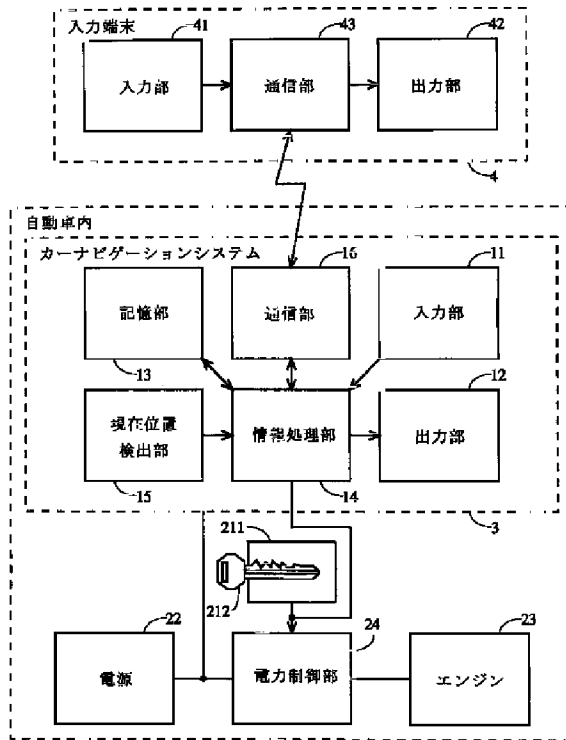 入力端末
41
43
42
入力部
通信部
出力部
4
自動車内
カーナビゲーションシステム
16
11
記憶部
通信部
入力部
13
12
現在位置
検出部
情報処理部
出力部
15
14
3
211
212
22
24
23
電源
電力制御部
エンジン